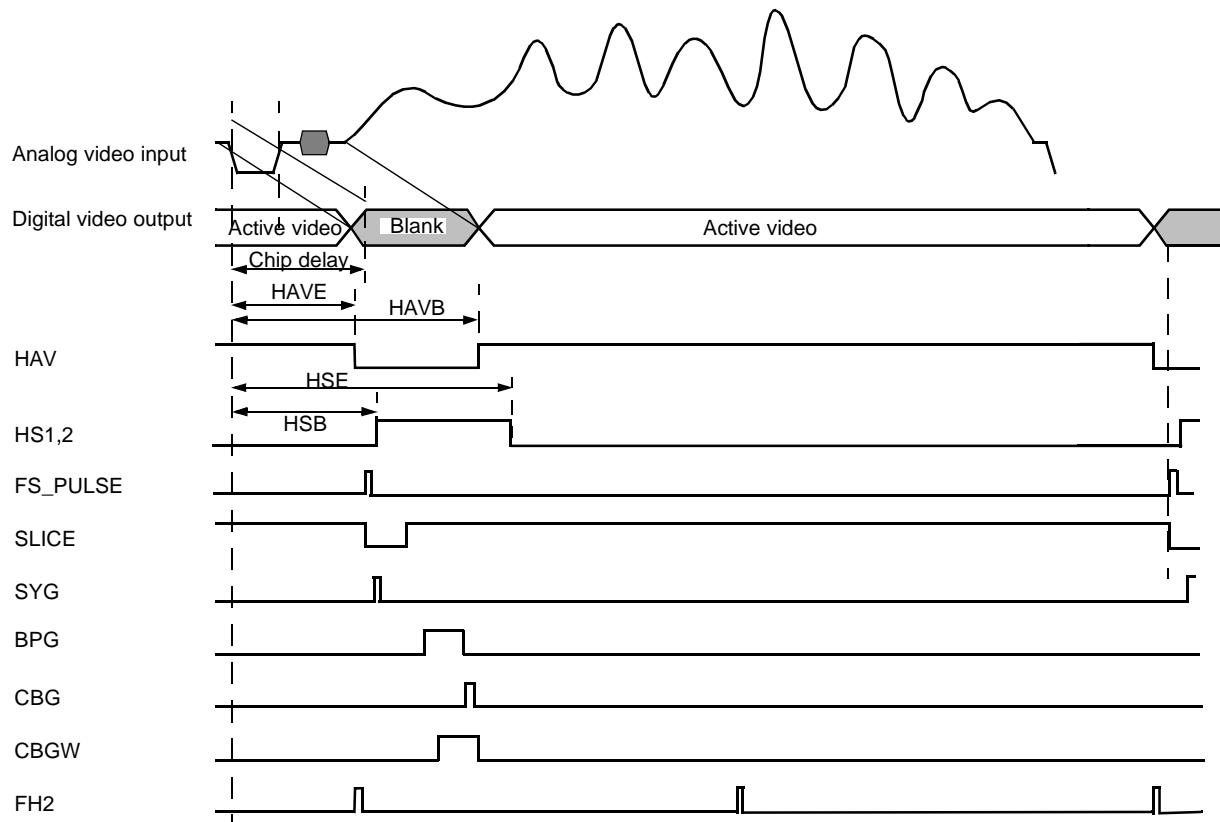 Analog video input
Digital video output
Active video
Blank
Active video
Chip delay
HAVE
HAVB
HAV
HSE
HSB
HS1,2
FS_PULSE
SLICE
SYG
BPG
CBG
CBGW
FH2